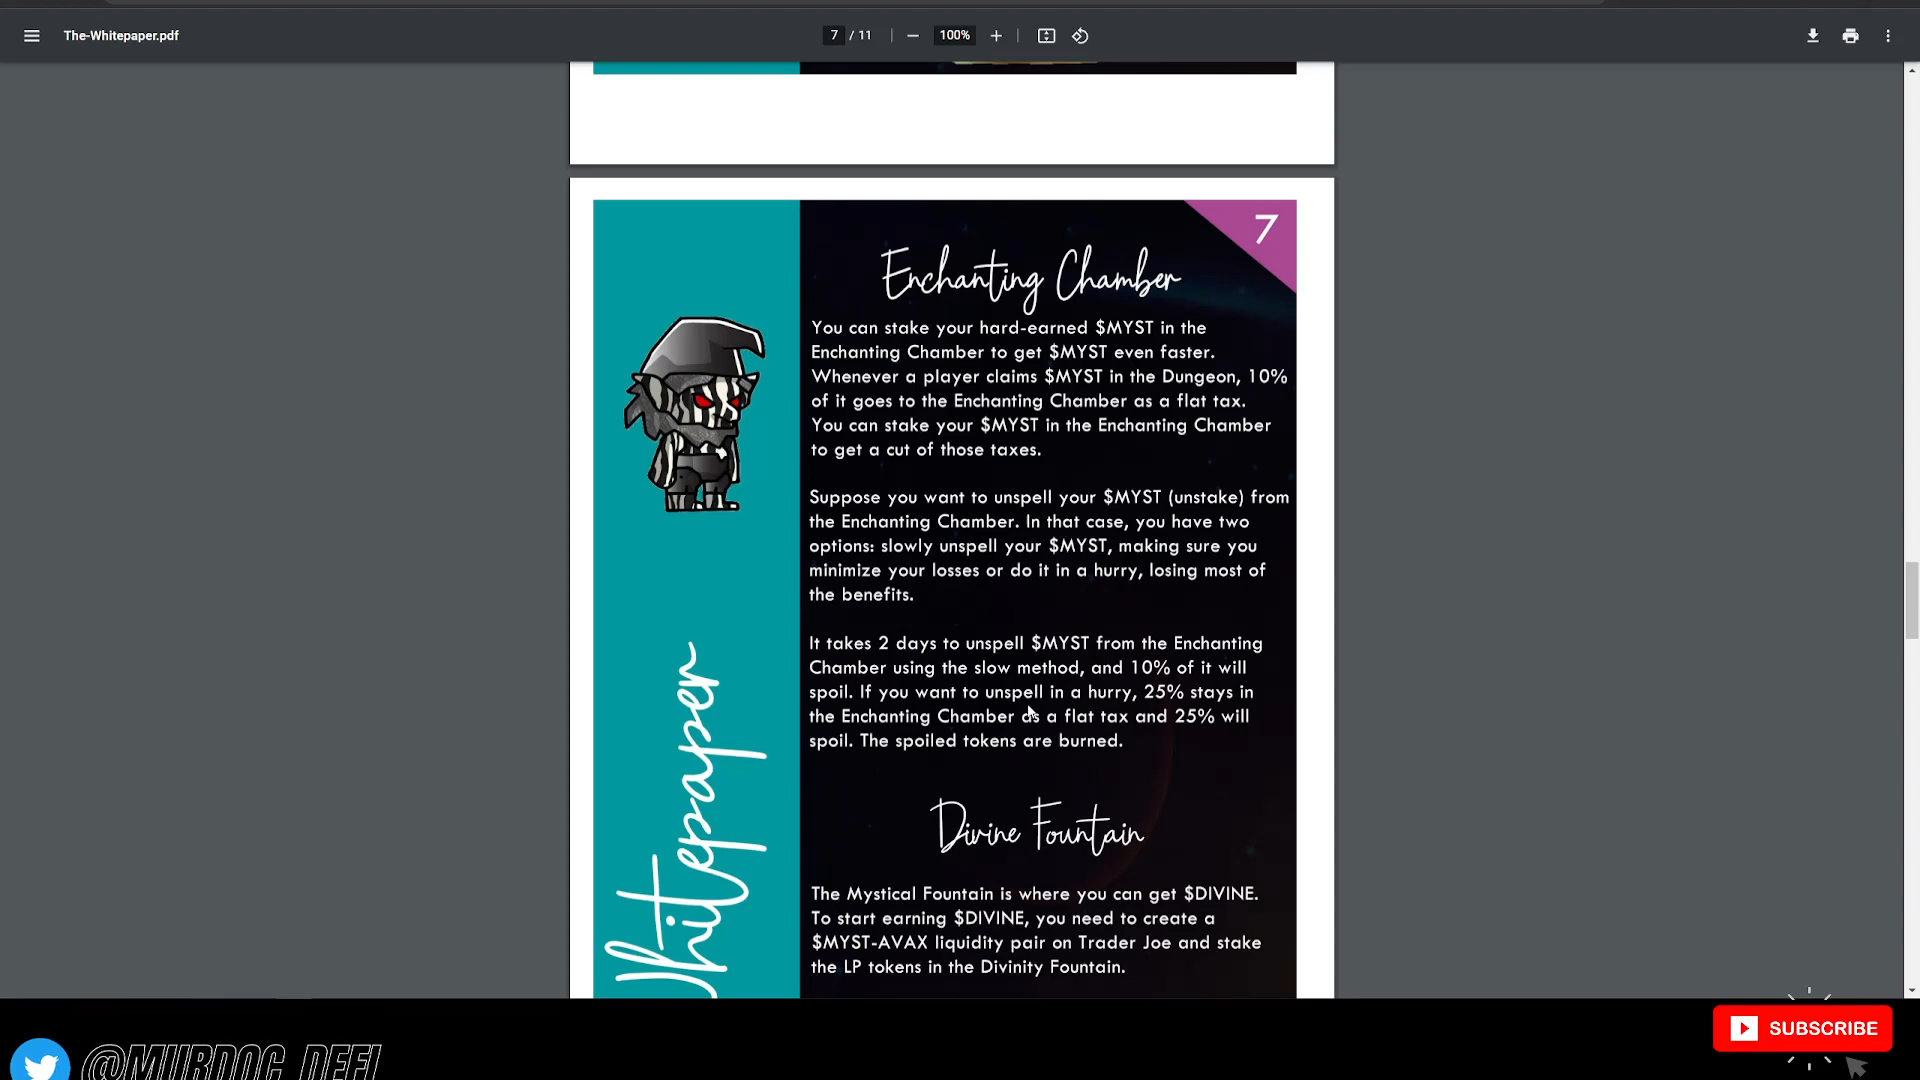 The-Whitepaper.pdf
7 / 11
100%
7
Enchanting Chamber
You can stake your hard-earned $MYST in the
Enchanting Chamber to get $MYST even faster.
Whenever a player claims $MYST in the Dungeon, 10%
of it goes to the Enchanting Chamber as a flat tax.
You can stake your $MYST in the Enchanting Chamber
to get a cut of those taxes.
Suppose you want to unspell your $MYST (unstake) from
the Enchanting Chamber. In that case, you have two
options: slowly unspell your $MYST, making sure you
minimize your losses or do it in a hurry, losing most of
the benefits.
It takes 2 days to unspell $MYST from the Enchanting
Chamber using the slow method, and 10% of it will
spoil. If you want to unspell in a hurry, 25% stays in
the Enchanting Chamber as a flat tax and 25% will
spoil. The spoiled tokens are burned.
Divine Fountain
The Mystical Fountain is where you can get $DIVINE.
To start earning $DIVINE, you need to create a
$MYST-AVAX liquidity pair on Trader Joe and stake
the LP tokens in the Divinity Fountain.
Whitepaper
@MURDOC_DEFI
SUBSCRIBE